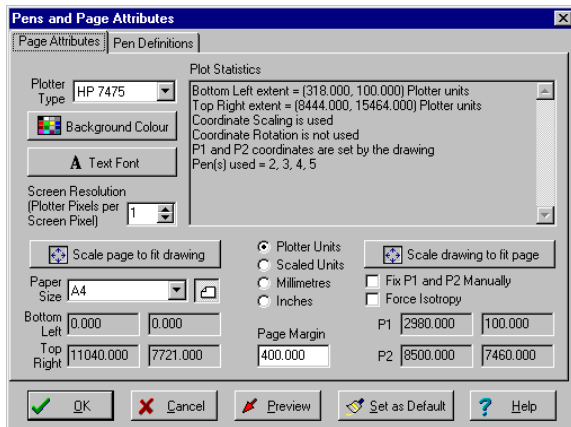 Pens and Page Attributes
Page Attributes
Pen Definitions
Plot Statistics
Plotter
Type
HP 7475
Bottom Left extent = (318.000, 100.000) Plotter units
Top Right extent = (8444.000, 15464.000) Plotter units
Coordinate Scaling is used
Coordinate Rotation is not used
P1 and P2 coordinates are set by the drawing
Pen(s) used = 2, 3, 4, 5
Background Colour
A Text Font
Screen Resolution
(Plotter Pixels per
Screen Pixel)
1
Scale page to fit drawing
Plotter Units
Scaled Units
Millimetres
Inches
Scale drawing to fit page
Fix P1 and P2 Manually
Force Isotropy
Paper
Size
A4
Bottom
Left
0.000
0.000
Top
Right
11040.000
7721.000
Page Margin
400.000
P1
2980.000
100.000
P2
8500.000
7460.000
OK
Cancel
Preview
Set as Default
? Help